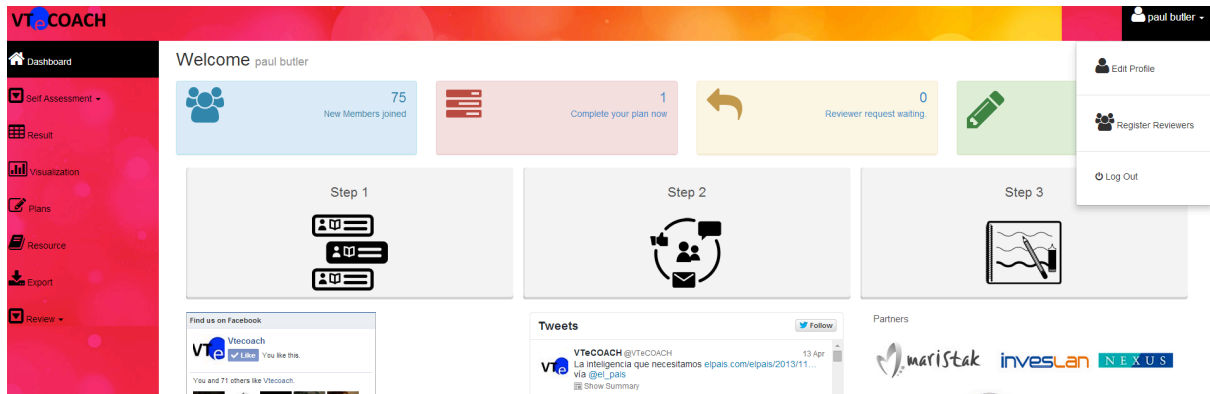 VTeCOACH
paul butler
Dashboard
Self Assessment
Result
Visualization
Plans
Resource
Export
Review
Welcome paul butler
75
New Members joined
1
Complete your plan now
0
Reviewer request waiting.
Edit Profile
Register Reviewers
Log Out
Step 1
Step 2
Step 3
Find us on Facebook
VTe
Vtecoach
Like You like this.
You and 71 others like Vtecoach.
Tweets
Follow
VTe
VTeCOACH @VTeCOACH 13 Apr
La inteligencia que necesitamos elpais.com/elpais/2013/11...
vía @el_pais
Show Summary
Partners
maristak
inveslan
NEXUS